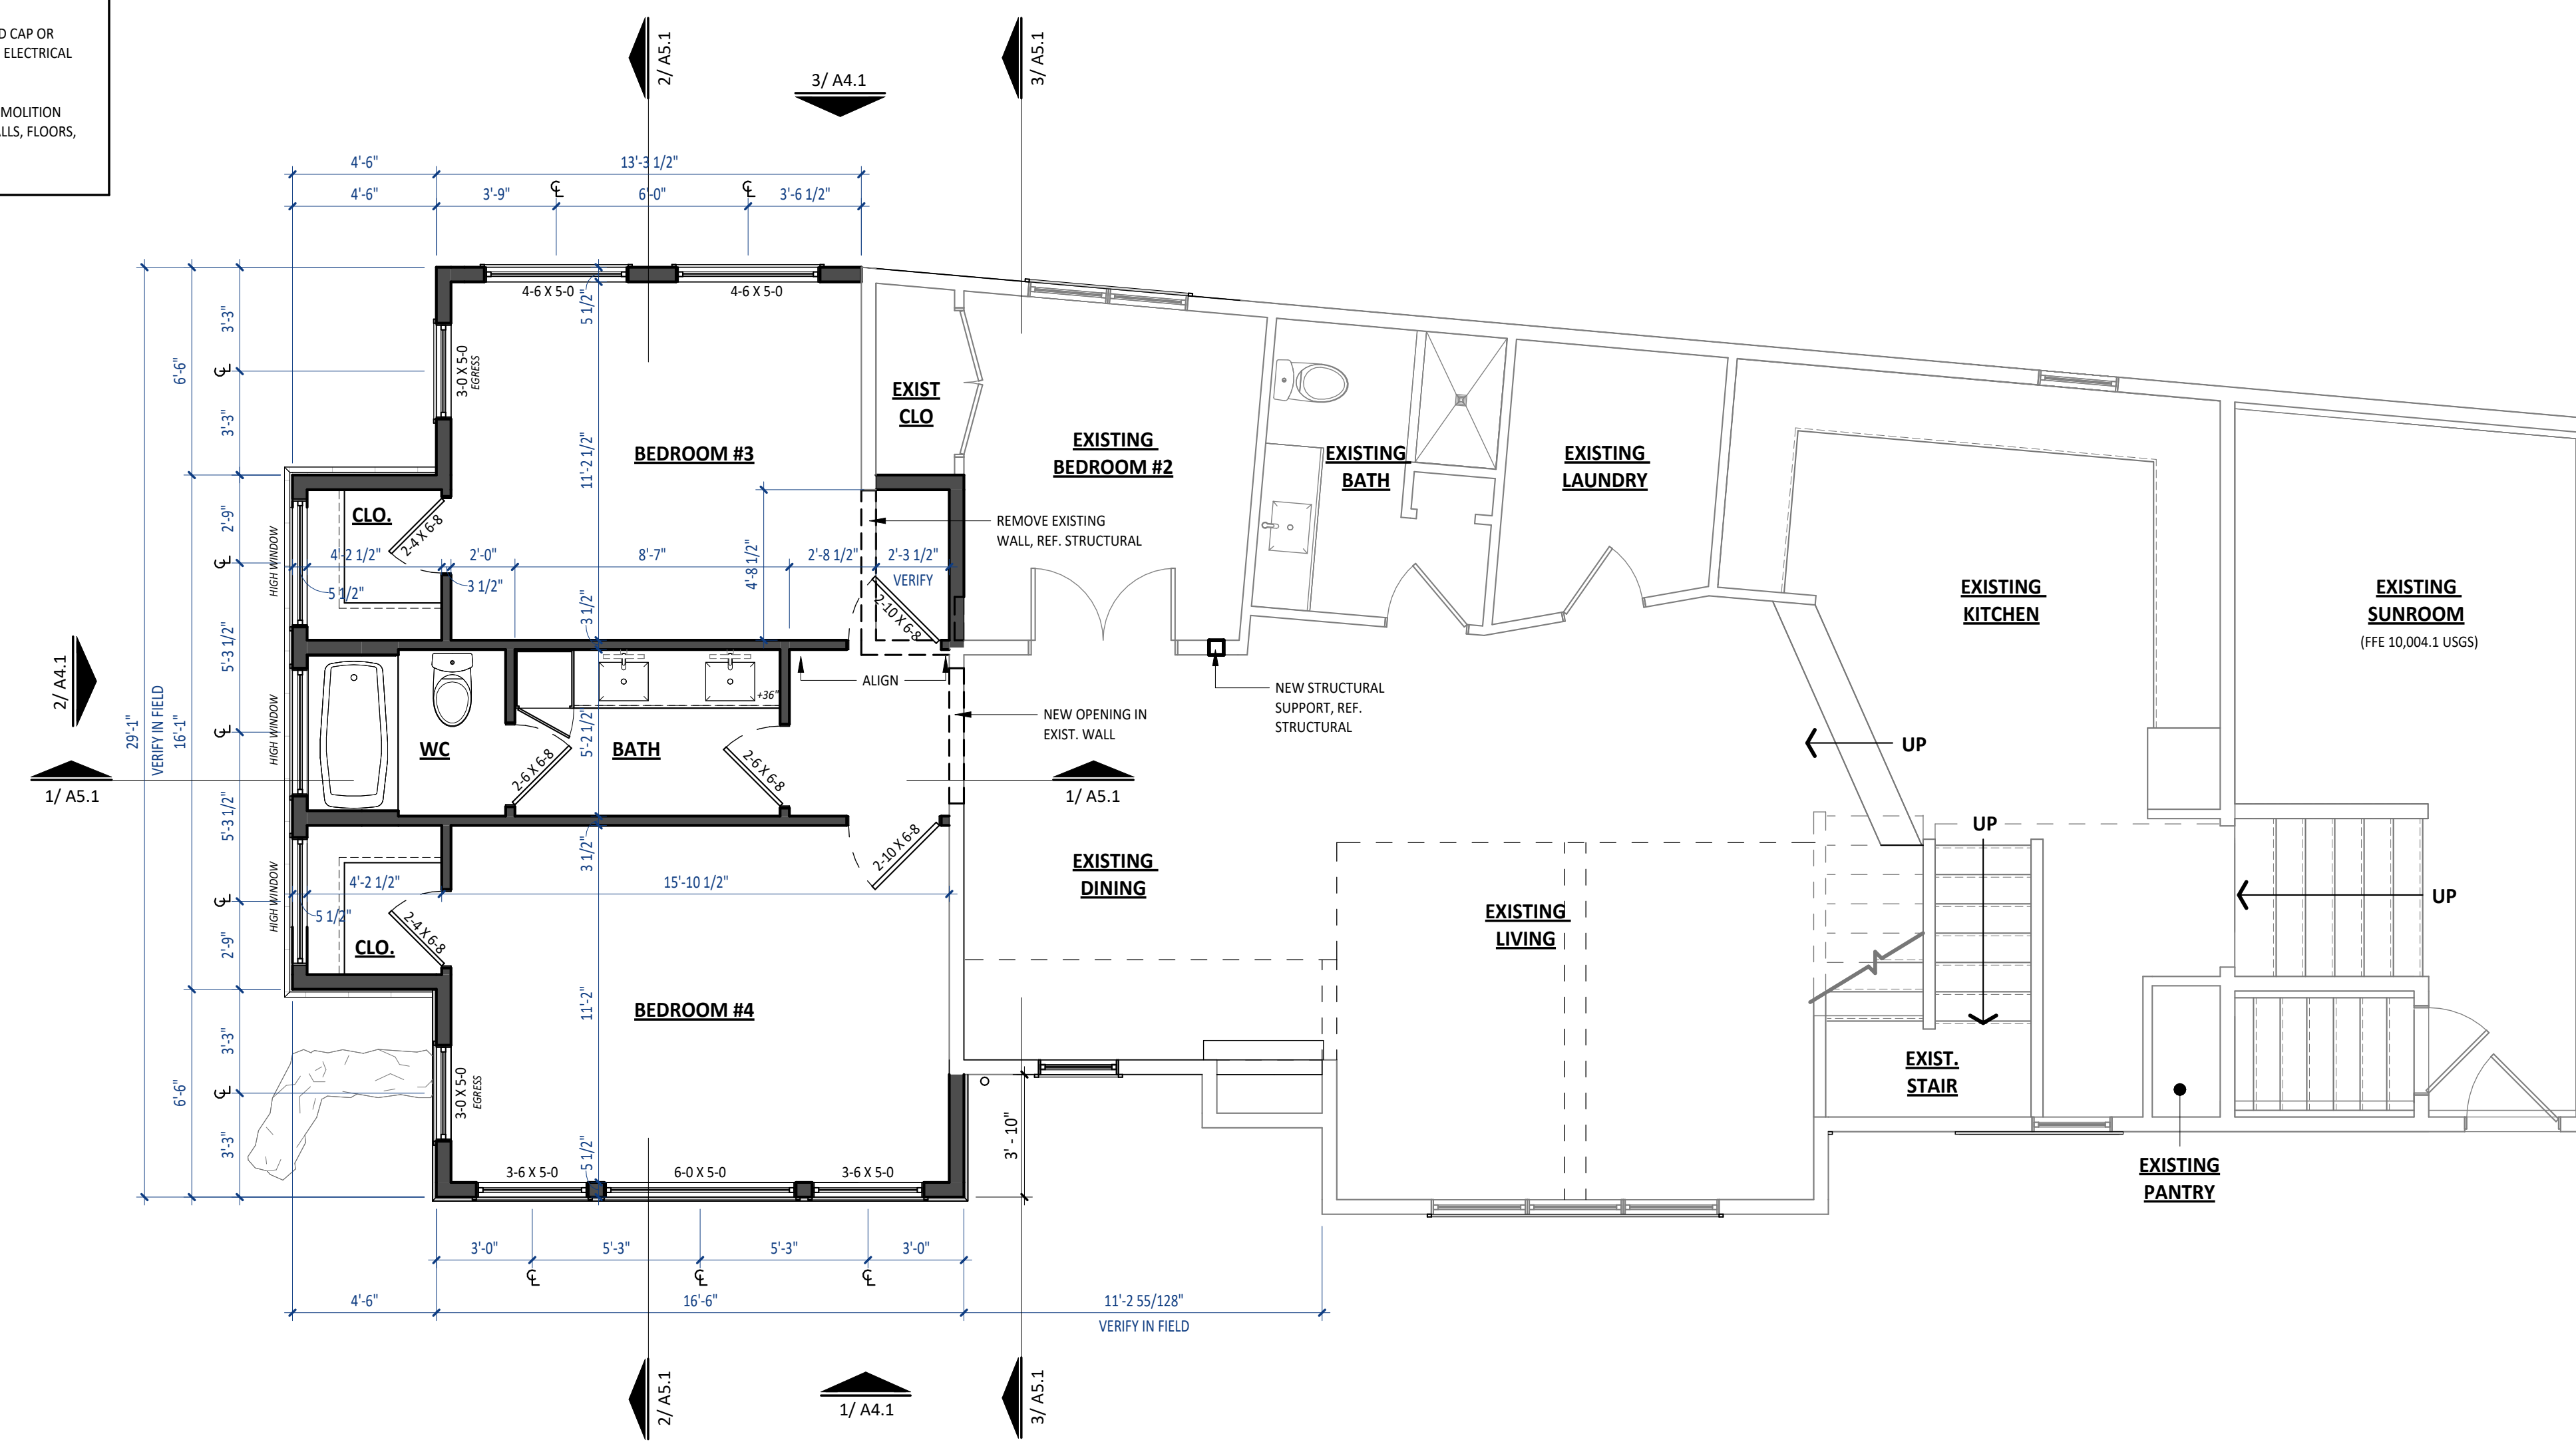 D CAP OR
ELECTRICAL
MOLITION
ALLS, FLOORS,
2/ A5.1
3/ A4.1
3/ A5.1
4'-6"
13'-3 1/2"
4'-6"
3'-9"
6'-0"
3'-6 1/2"
4-6 X 5-0
4-6 X 5-0
5 1/2"
3'-3"
6'-6"
3'-3"
3-0 X 5-0
EGRESS
BEDROOM #3
11'-2 1/2"
EXIST
CLO
EXISTING
BEDROOM #2
EXISTING
BATH
EXISTING
LAUNDRY
EXISTING
KITCHEN
EXISTING
SUNROOM
(FFE 10,004.1 USGS)
CLO.
2-4 X 6-8
REMOVE EXISTING
WALL, REF. STRUCTURAL
2'-9"
HIGH WINDOW
4'-2 1/2"
2'-0"
8'-7"
4'-8 1/2"
2'-8 1/2"
2'-3 1/2"
VERIFY
5 1/2"
3 1/2"
3 1/2"
2-10 X 6-8
5'-3 1/2"
2/ A4.1
29'-1"
VERIFY IN FIELD
16'-1"
HIGH WINDOW
+36"
ALIGN
NEW STRUCTURAL
SUPPORT, REF.
STRUCTURAL
NEW OPENING IN
EXIST. WALL
WC
2-6 X 6-8
BATH
5'-2 1/2"
2-6 X 6-8
UP
1/ A5.1
1/ A5.1
5'-3 1/2"
UP
3 1/2"
2-10 X 6-8
EXISTING
DINING
HIGH WINDOW
4'-2 1/2"
15'-10 1/2"
UP
5 1/2"
EXISTING
LIVING
2'-9"
CLO.
2-4 X 6-8
BEDROOM #4
11'-2"
3'-3"
6'-6"
3'-3"
3-0 X 5-0
EGRESS
EXIST.
STAIR
3' - 10"
5 1/2"
3-6 X 5-0
6-0 X 5-0
3-6 X 5-0
EXISTING
PANTRY
3'-0"
5'-3"
5'-3"
3'-0"
4'-6"
16'-6"
11'-2 55/128"
VERIFY IN FIELD
2/ A5.1
1/ A4.1
3/ A5.1